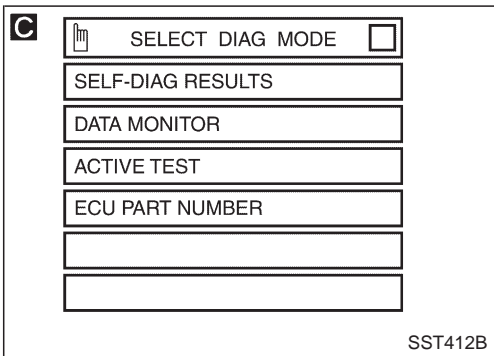 C
SELECT DIAG MODE
SELF-DIAG RESULTS
DATA MONITOR
ACTIVE TEST
ECU PART NUMBER
SST412B